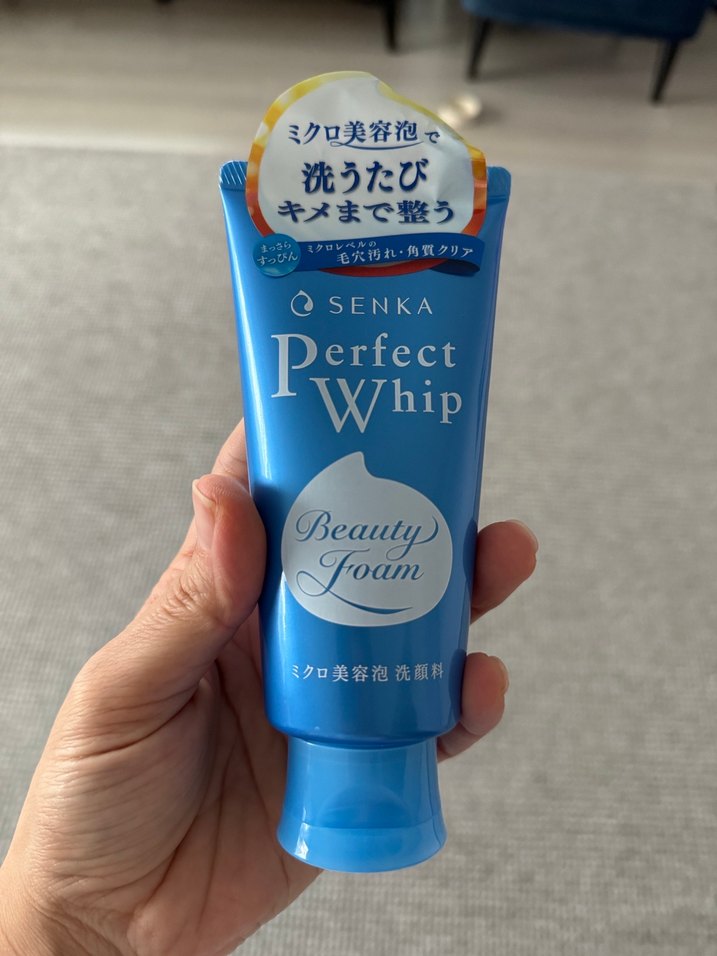 ミクロ美容泡で
洗うたび
キメまで整う
まっさら
すっぴん
ミクロレベルの
毛穴汚れ・角質クリア
SENKA
Perfect
Whip
Beauty
Foam
ミクロ美容泡 洗顔料